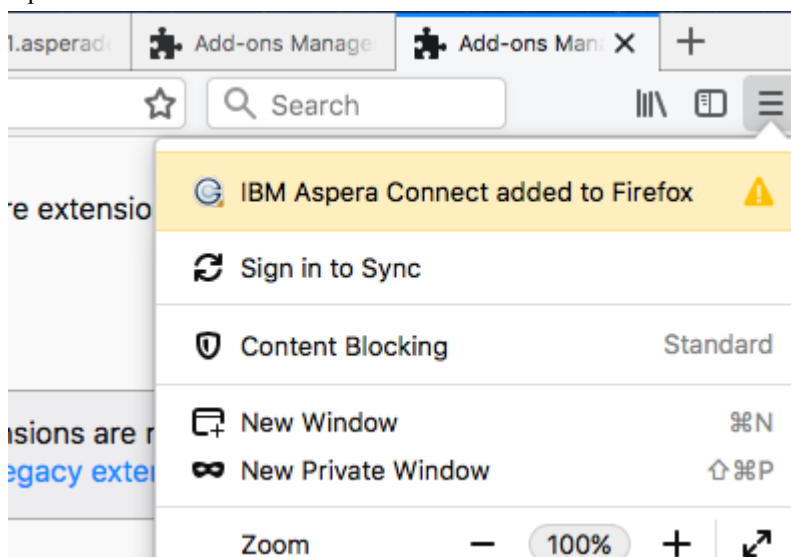 Add-ons Manage
Add-ons Man
Search
IBM Aspera Connect added to Firefox
re extensio
Sign in to Sync
Content Blocking Standard
New Window ⌘N
nsions are r
New Private Window ⇧⌘P
egacy exte
Zoom − 100% +